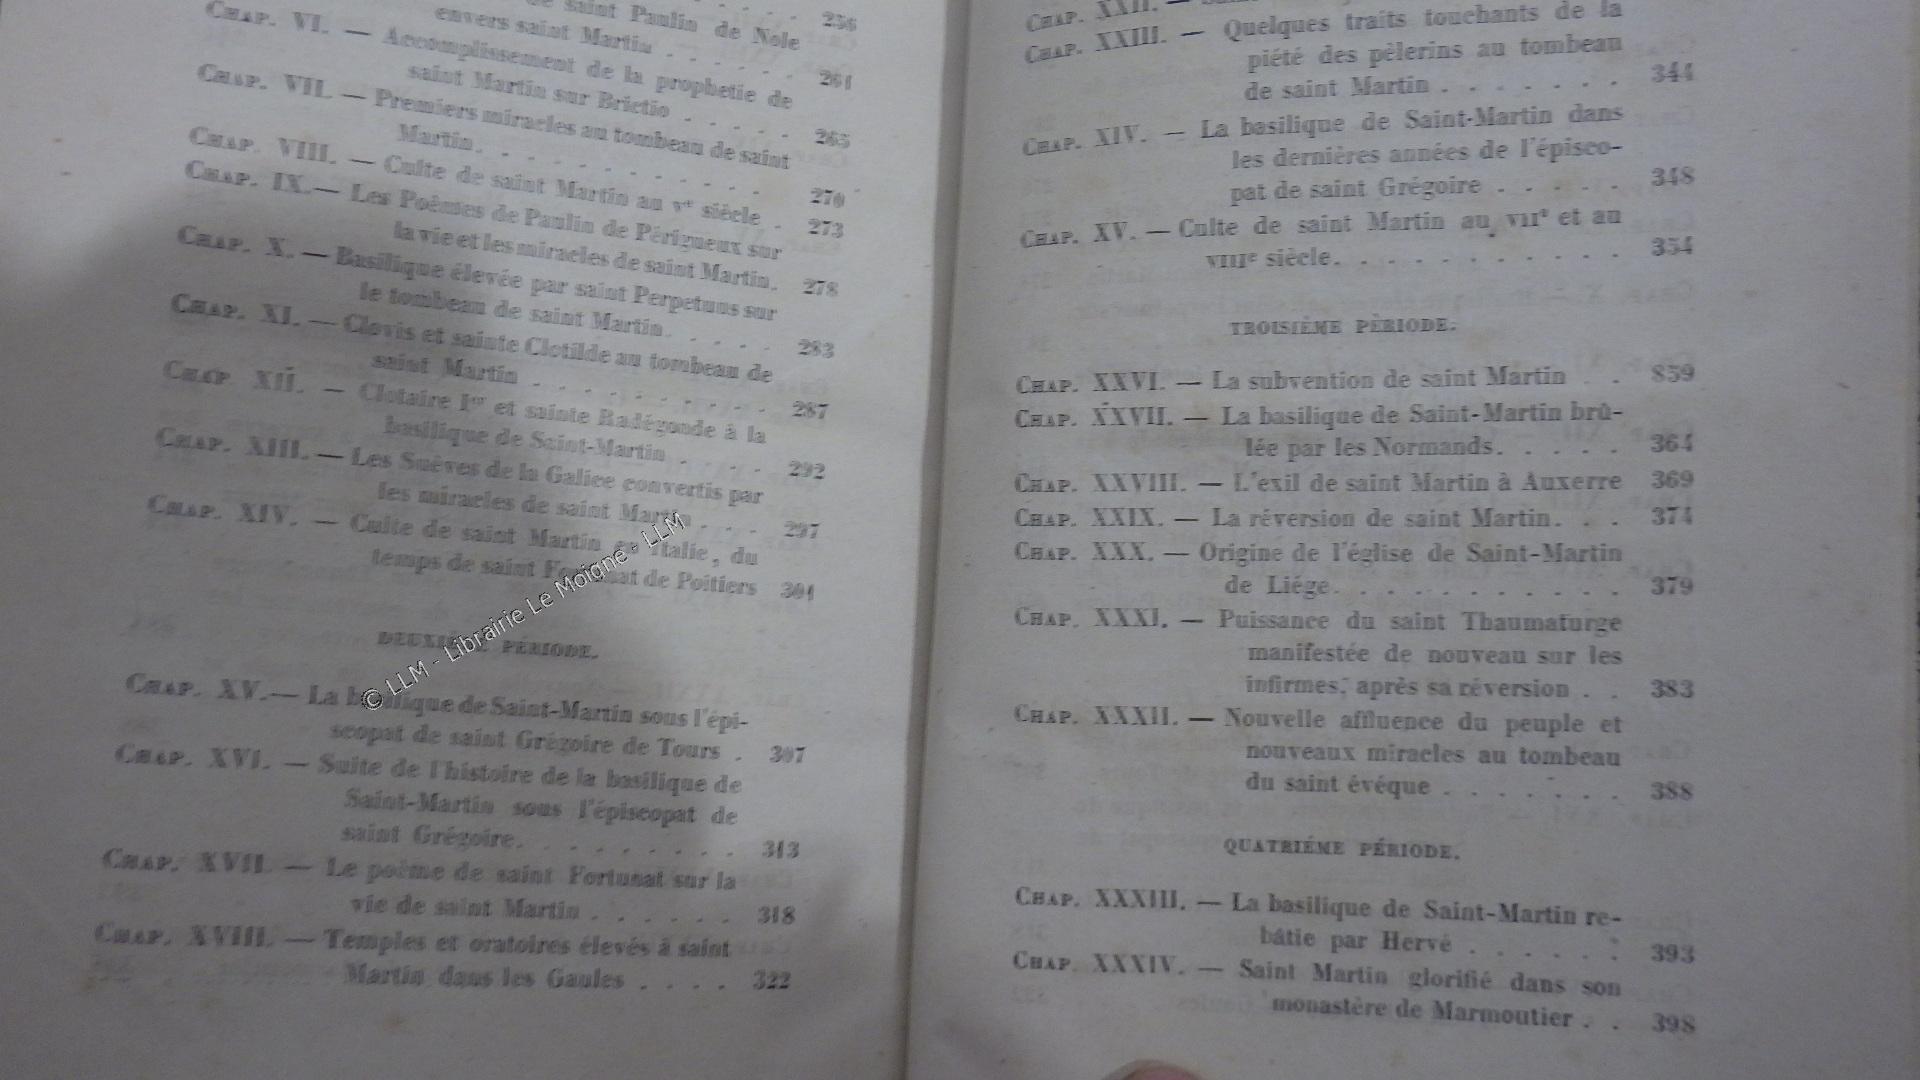 de saint Paulin de Nole
envers saint Martin . . . . . . 256
CHAP. VI. — Accomplissement de la prophetie de
saint Martin sur Brictio . . . . . 261
CHAP. VII. — Premiers miracles au tombeau de saint
Martin. . . . . . . . . . . 265
CHAP. VIII. — Culte de saint Martin au Ve siècle . 270
CHAP. IX. — Les Poèmes de Paulin de Périgueux sur
la vie et les miracles de saint Martin. 273
CHAP. X. — Basilique élevée par saint Perpetuus sur
le tombeau de saint Martin. . . . . 278
CHAP. XI. — Clovis et sainte Clotilde au tombeau de
saint Martin . . . . . . . . . 283
CHAP XII. — Clotaire Ier et sainte Radégonde à la
basilique de Saint-Martin . . . . 287
CHAP. XIII. — Les Suèves de la Galice convertis par
les miracles de saint Martin . . . 292
CHAP. XIV. — Culte de saint Martin en Italie, du 297
temps de saint Fortunat de Poitiers 301
DEUXIÈME PÉRIODE.
CHAP. XV. — La basilique de Saint-Martin sous l'épi-
scopat de saint Grégoire de Tours . 307
CHAP. XVI. — Suite de l'histoire de la basilique de
Saint-Martin sous l'épiscopat de
saint Grégoire. . . . . . . . . 313
CHAP. XVII. — Le poème de saint Fortunat sur la
vie de saint Martin . . . . . . 318
CHAP. XVIII. — Temples et oratoires élevés à saint
Martin dans les Gaules . . . . 322
CHAP. XXII. —
CHAP. XXIII. — Quelques traits touchants de la
piété des pèlerins au tombeau
de saint Martin . . . . . . . 344
CHAP. XIV. — La basilique de Saint-Martin dans
les dernières années de l'épisco-
pat de saint Grégoire . . . . . 348
CHAP. XV. — Culte de saint Martin au VIIe et au
VIIIe siècle. . . . . . . . . . 354
TROISIÈME PÉRIODE.
CHAP. XXVI. — La subvention de saint Martin . . 859
CHAP. XXVII. — La basilique de Saint-Martin brû-
lée par les Normands. . . . . 364
CHAP. XXVIII. — L'exil de saint Martin à Auxerre 369
CHAP. XXIX. — La réversion de saint Martin. . . 374
CHAP. XXX. — Origine de l'église de Saint-Martin
de Liége. . . . . . . . . . . 379
CHAP. XXXI. — Puissance du saint Thaumaturge
manifestée de nouveau sur les
infirmes, après sa réversion . . 383
CHAP. XXXII. — Nouvelle affluence du peuple et
nouveaux miracles au tombeau
du saint évêque . . . . . . . 388
QUATRIÉME PÉRIODE.
CHAP. XXXIII. — La basilique de Saint-Martin re-
bâtie par Hervé . . . . . . 393
CHAP. XXXIV. — Saint Martin glorifié dans son
monastère de Marmoutier . . 398
© LLM - Librairie Le Moigne - LLM